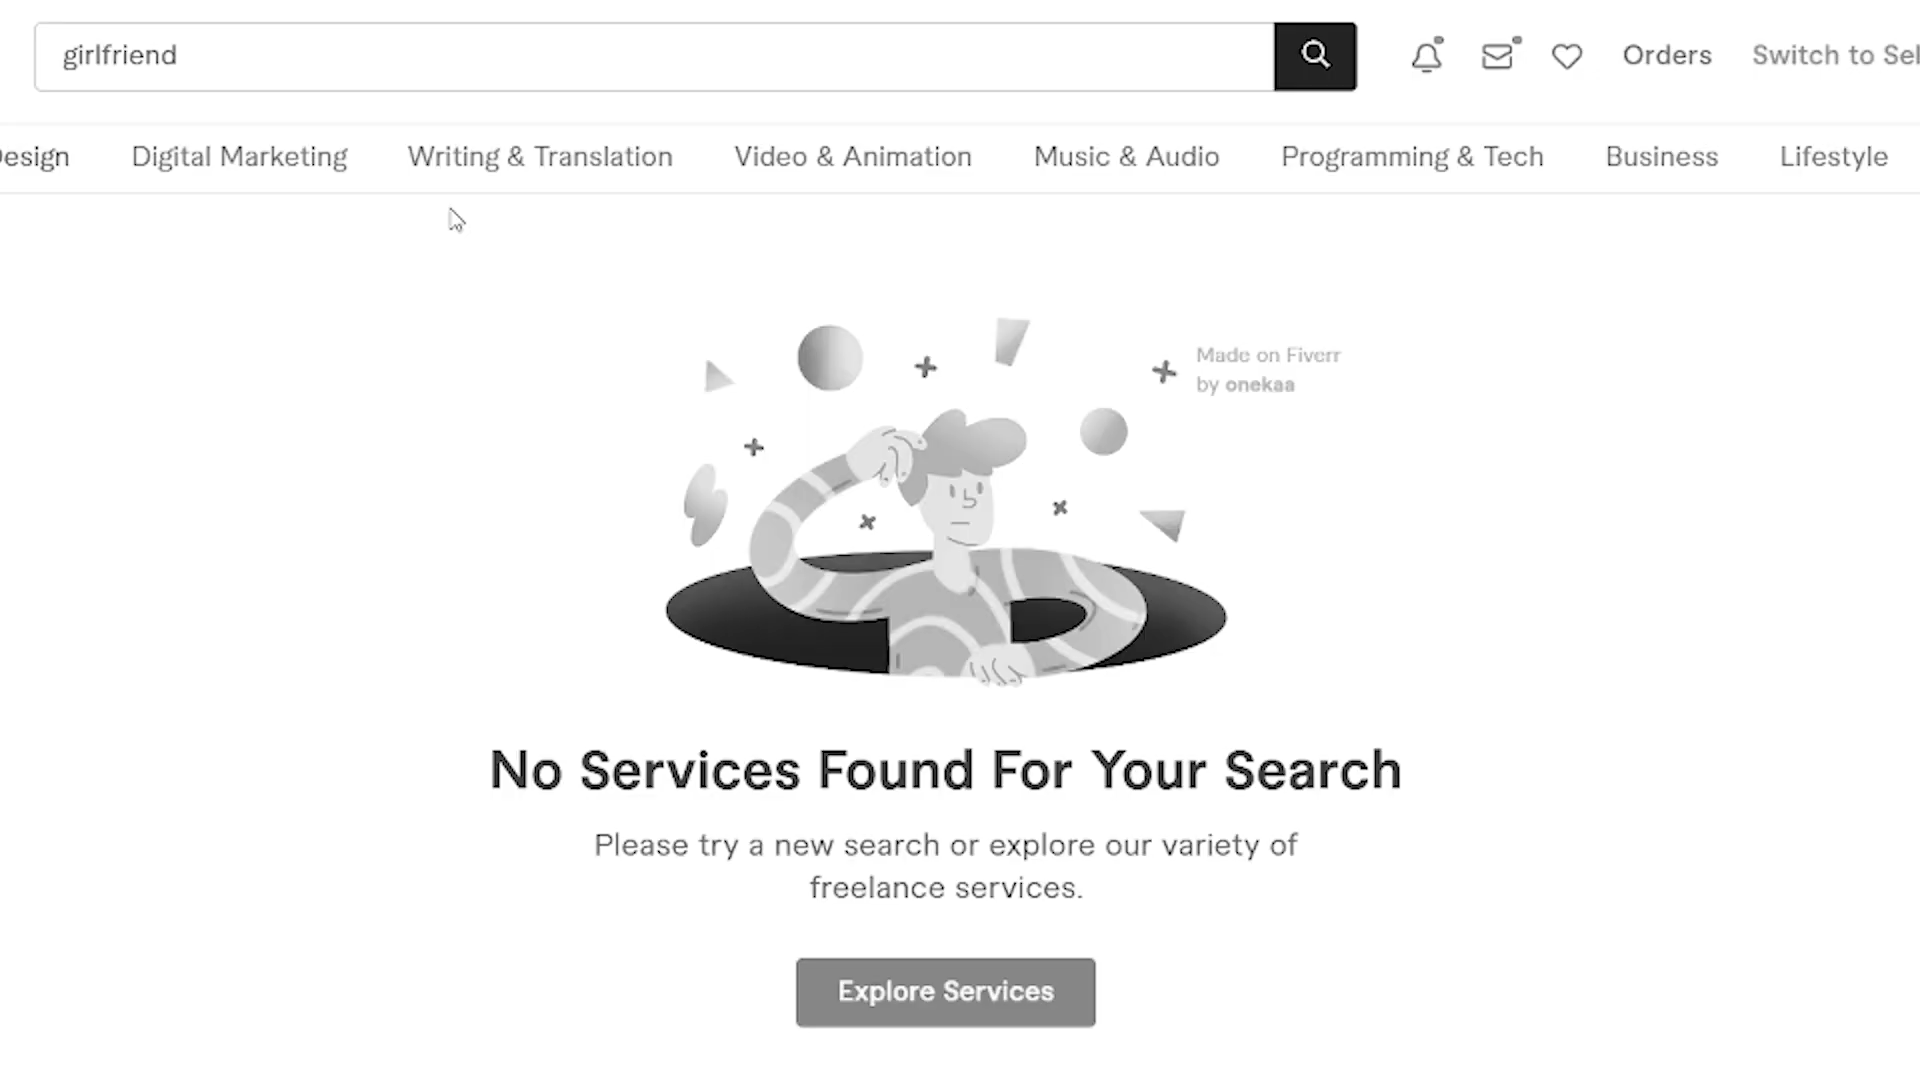 girlfriend
Orders
Switch to Sel
Design
Digital Marketing
Writing & Translation
Video & Animation
Music & Audio
Programming & Tech
Business
Lifestyle
Made on Fiverr
by onekaa
No Services Found For Your Search
Please try a new search or explore our variety of
freelance services.
Explore Services